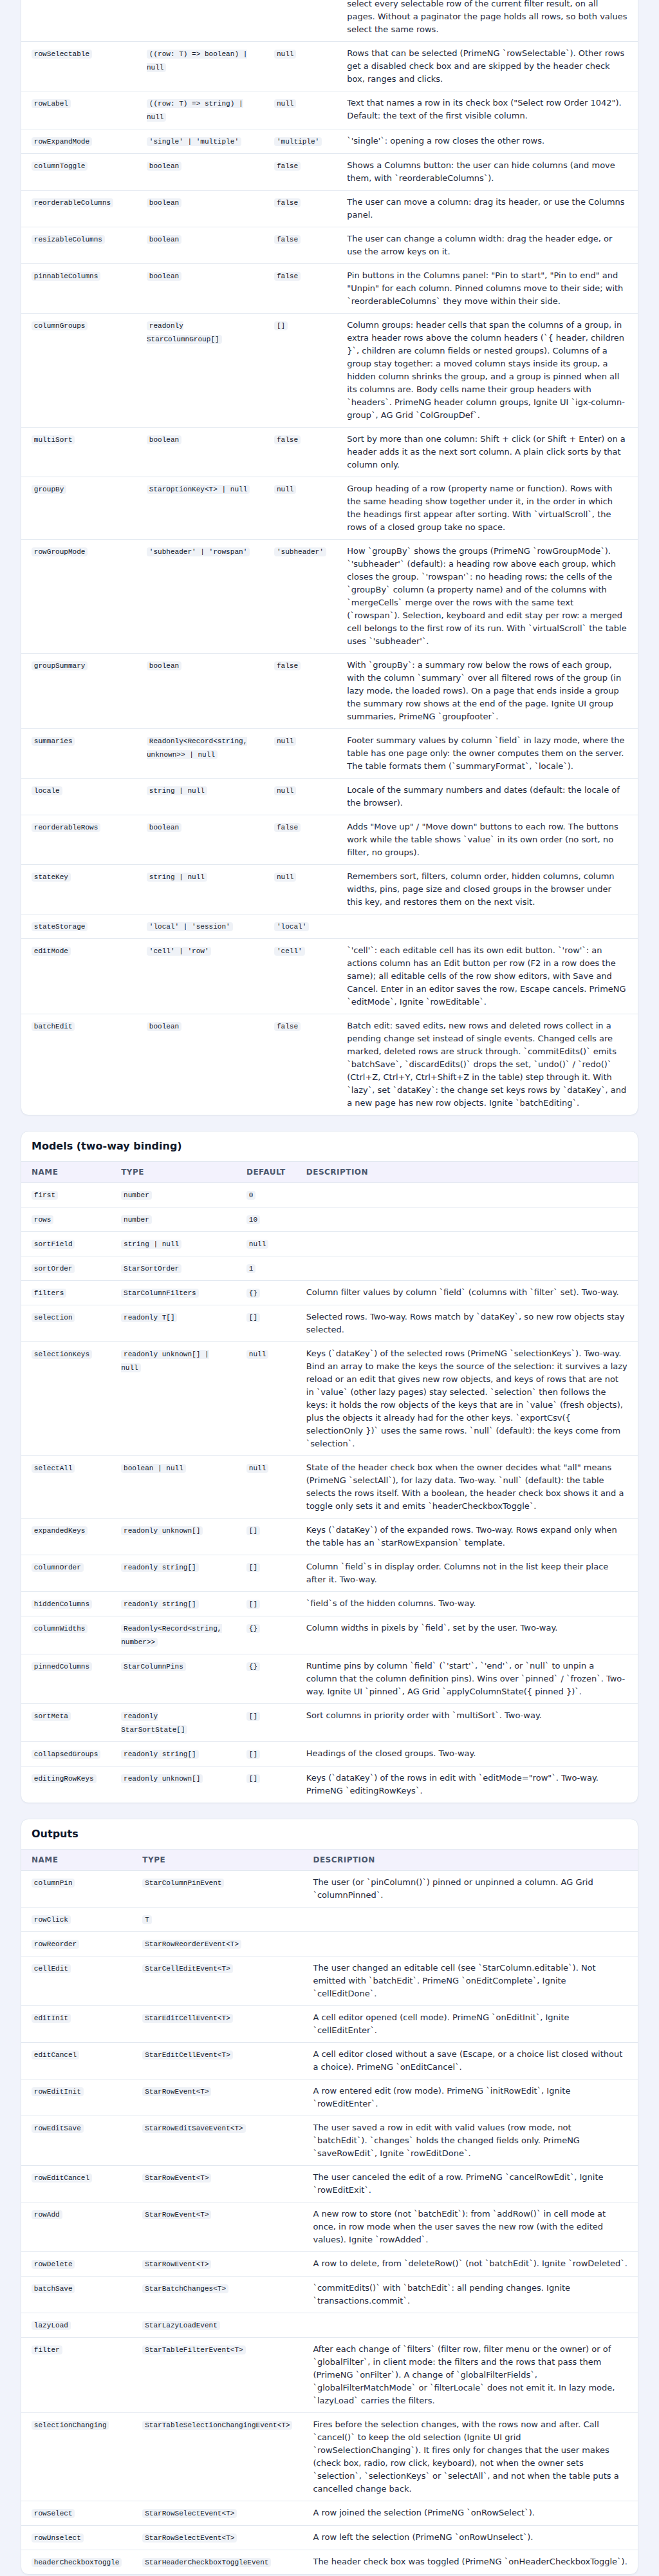 select every selectable row of the current filter result, on all
pages. Without a paginator the page holds all rows, so both values
select the same rows.
rowSelectable ((row: T) => boolean) | null null Rows that can be selected (PrimeNG `rowSelectable`). Other rows
get a disabled check box and are skipped by the header check
box, ranges and clicks.
rowLabel ((row: T) => string) | null null Text that names a row in its check box ("Select row Order 1042").
Default: the text of the first visible column.
rowExpandMode 'single' | 'multiple' 'multiple' `'single'`: opening a row closes the other rows.
columnToggle boolean false Shows a Columns button: the user can hide columns (and move
them, with `reorderableColumns`).
reorderableColumns boolean false The user can move a column: drag its header, or use the Columns
panel.
resizableColumns boolean false The user can change a column width: drag the header edge, or
use the arrow keys on it.
pinnableColumns boolean false Pin buttons in the Columns panel: "Pin to start", "Pin to end" and
"Unpin" for each column. Pinned columns move to their side; with
`reorderableColumns` they move within their side.
columnGroups readonly StarColumnGroup[] [] Column groups: header cells that span the columns of a group, in
extra header rows above the column headers (`{ header, children
}`, children are column fields or nested groups). Columns of a
group stay together: a moved column stays inside its group, a
hidden column shrinks the group, and a group is pinned when all
its columns are. Body cells name their group headers with
`headers`. PrimeNG header column groups, Ignite UI `igx-column-
group`, AG Grid `ColGroupDef`.
multiSort boolean false Sort by more than one column: Shift + click (or Shift + Enter) on a
header adds it as the next sort column. A plain click sorts by that
column only.
groupBy StarOptionKey<T> | null null Group heading of a row (property name or function). Rows with
the same heading show together under it, in the order in which
the headings first appear after sorting. With `virtualScroll`, the
rows of a closed group take no space.
rowGroupMode 'subheader' | 'rowspan' 'subheader' How `groupBy` shows the groups (PrimeNG `rowGroupMode`).
`'subheader'` (default): a heading row above each group, which
closes the group. `'rowspan'`: no heading rows; the cells of the
`groupBy` column (a property name) and of the columns with
`mergeCells` merge over the rows with the same text
(`rowspan`). Selection, keyboard and edit stay per row: a merged
cell belongs to the first row of its run. With `virtualScroll` the table
uses `'subheader'`.
groupSummary boolean false With `groupBy`: a summary row below the rows of each group,
with the column `summary` over all filtered rows of the group (in
lazy mode, the loaded rows). On a page that ends inside a group
the summary row shows at the end of the page. Ignite UI group
summaries, PrimeNG `groupfooter`.
summaries Readonly<Record<string, unknown>> | null null Footer summary values by column `field` in lazy mode, where the
table has one page only: the owner computes them on the server.
The table formats them (`summaryFormat`, `locale`).
locale string | null null Locale of the summary numbers and dates (default: the locale of
the browser).
reorderableRows boolean false Adds "Move up" / "Move down" buttons to each row. The buttons
work while the table shows `value` in its own order (no sort, no
filter, no groups).
stateKey string | null null Remembers sort, filters, column order, hidden columns, column
widths, pins, page size and closed groups in the browser under
this key, and restores them on the next visit.
stateStorage 'local' | 'session' 'local'
editMode 'cell' | 'row' 'cell' `'cell'`: each editable cell has its own edit button. `'row'`: an
actions column has an Edit button per row (F2 in a row does the
same); all editable cells of the row show editors, with Save and
Cancel. Enter in an editor saves the row, Escape cancels. PrimeNG
`editMode`, Ignite `rowEditable`.
batchEdit boolean false Batch edit: saved edits, new rows and deleted rows collect in a
pending change set instead of single events. Changed cells are
marked, deleted rows are struck through. `commitEdits()` emits
`batchSave`, `discardEdits()` drops the set, `undo()` / `redo()`
(Ctrl+Z, Ctrl+Y, Ctrl+Shift+Z in the table) step through it. With
`lazy`, set `dataKey`: the change set keys rows by `dataKey`, and
a new page has new row objects. Ignite `batchEditing`.
Models (two-way binding)
NAME TYPE DEFAULT DESCRIPTION
first number 0
rows number 10
sortField string | null null
sortOrder StarSortOrder 1
filters StarColumnFilters {} Column filter values by column `field` (columns with `filter` set). Two-way.
selection readonly T[] [] Selected rows. Two-way. Rows match by `dataKey`, so new row objects stay
selected.
selectionKeys readonly unknown[] | null null Keys (`dataKey`) of the selected rows (PrimeNG `selectionKeys`). Two-way.
Bind an array to make the keys the source of the selection: it survives a lazy
reload or an edit that gives new row objects, and keys of rows that are not
in `value` (other lazy pages) stay selected. `selection` then follows the
keys: it holds the row objects of the keys that are in `value` (fresh objects),
plus the objects it already had for the other keys. `exportCsv({
selectionOnly })` uses the same rows. `null` (default): the keys come from
`selection`.
selectAll boolean | null null State of the header check box when the owner decides what "all" means
(PrimeNG `selectAll`), for lazy data. Two-way. `null` (default): the table
selects the rows itself. With a boolean, the header check box shows it and a
toggle only sets it and emits `headerCheckboxToggle`.
expandedKeys readonly unknown[] [] Keys (`dataKey`) of the expanded rows. Two-way. Rows expand only when
the table has an `starRowExpansion` template.
columnOrder readonly string[] [] Column `field`s in display order. Columns not in the list keep their place
after it. Two-way.
hiddenColumns readonly string[] [] `field`s of the hidden columns. Two-way.
columnWidths Readonly<Record<string, number>> {} Column widths in pixels by `field`, set by the user. Two-way.
pinnedColumns StarColumnPins {} Runtime pins by column `field` (`'start'`, `'end'`, or `null` to unpin a
column that the column definition pins). Wins over `pinned` / `frozen`. Two-
way. Ignite UI `pinned`, AG Grid `applyColumnState({ pinned })`.
sortMeta readonly StarSortState[] [] Sort columns in priority order with `multiSort`. Two-way.
collapsedGroups readonly string[] [] Headings of the closed groups. Two-way.
editingRowKeys readonly unknown[] [] Keys (`dataKey`) of the rows in edit with `editMode="row"`. Two-way.
PrimeNG `editingRowKeys`.
Outputs
NAME TYPE DESCRIPTION
columnPin StarColumnPinEvent The user (or `pinColumn()`) pinned or unpinned a column. AG Grid
`columnPinned`.
rowClick T
rowReorder StarRowReorderEvent<T>
cellEdit StarCellEditEvent<T> The user changed an editable cell (see `StarColumn.editable`). Not
emitted with `batchEdit`. PrimeNG `onEditComplete`, Ignite
`cellEditDone`.
editInit StarEditCellEvent<T> A cell editor opened (cell mode). PrimeNG `onEditInit`, Ignite
`cellEditEnter`.
editCancel StarEditCellEvent<T> A cell editor closed without a save (Escape, or a choice list closed without
a choice). PrimeNG `onEditCancel`.
rowEditInit StarRowEvent<T> A row entered edit (row mode). PrimeNG `initRowEdit`, Ignite
`rowEditEnter`.
rowEditSave StarRowEditSaveEvent<T> The user saved a row in edit with valid values (row mode, not
`batchEdit`). `changes` holds the changed fields only. PrimeNG
`saveRowEdit`, Ignite `rowEditDone`.
rowEditCancel StarRowEvent<T> The user canceled the edit of a row. PrimeNG `cancelRowEdit`, Ignite
`rowEditExit`.
rowAdd StarRowEvent<T> A new row to store (not `batchEdit`): from `addRow()` in cell mode at
once, in row mode when the user saves the new row (with the edited
values). Ignite `rowAdded`.
rowDelete StarRowEvent<T> A row to delete, from `deleteRow()` (not `batchEdit`). Ignite `rowDeleted`.
batchSave StarBatchChanges<T> `commitEdits()` with `batchEdit`: all pending changes. Ignite
`transactions.commit`.
lazyLoad StarLazyLoadEvent
filter StarTableFilterEvent<T> After each change of `filters` (filter row, filter menu or the owner) or of
`globalFilter`, in client mode: the filters and the rows that pass them
(PrimeNG `onFilter`). A change of `globalFilterFields`,
`globalFilterMatchMode` or `filterLocale` does not emit it. In lazy mode,
`lazyLoad` carries the filters.
selectionChanging StarTableSelectionChangingEvent<T> Fires before the selection changes, with the rows now and after. Call
`cancel()` to keep the old selection (Ignite UI grid
`rowSelectionChanging`). It fires only for changes that the user makes
(check box, radio, row click, keyboard), not when the owner sets
`selection`, `selectionKeys` or `selectAll`, and not when the table puts a
cancelled change back.
rowSelect StarRowSelectEvent<T> A row joined the selection (PrimeNG `onRowSelect`).
rowUnselect StarRowSelectEvent<T> A row left the selection (PrimeNG `onRowUnselect`).
headerCheckboxToggle StarHeaderCheckboxToggleEvent The header check box was toggled (PrimeNG `onHeaderCheckboxToggle`).